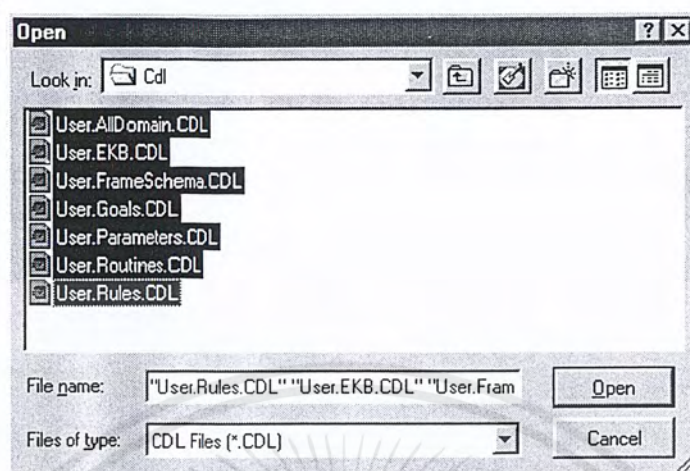 Open
Look in: Cdl
User.AllDomain.CDL
User.EKB.CDL
User.FrameSchema.CDL
User.Goals.CDL
User.Parameters.CDL
User.Routines.CDL
User.Rules.CDL
File name: "User.Rules.CDL" "User.EKB.CDL" "User.Fram Open
Files of type: CDL Files (*.CDL) Cancel